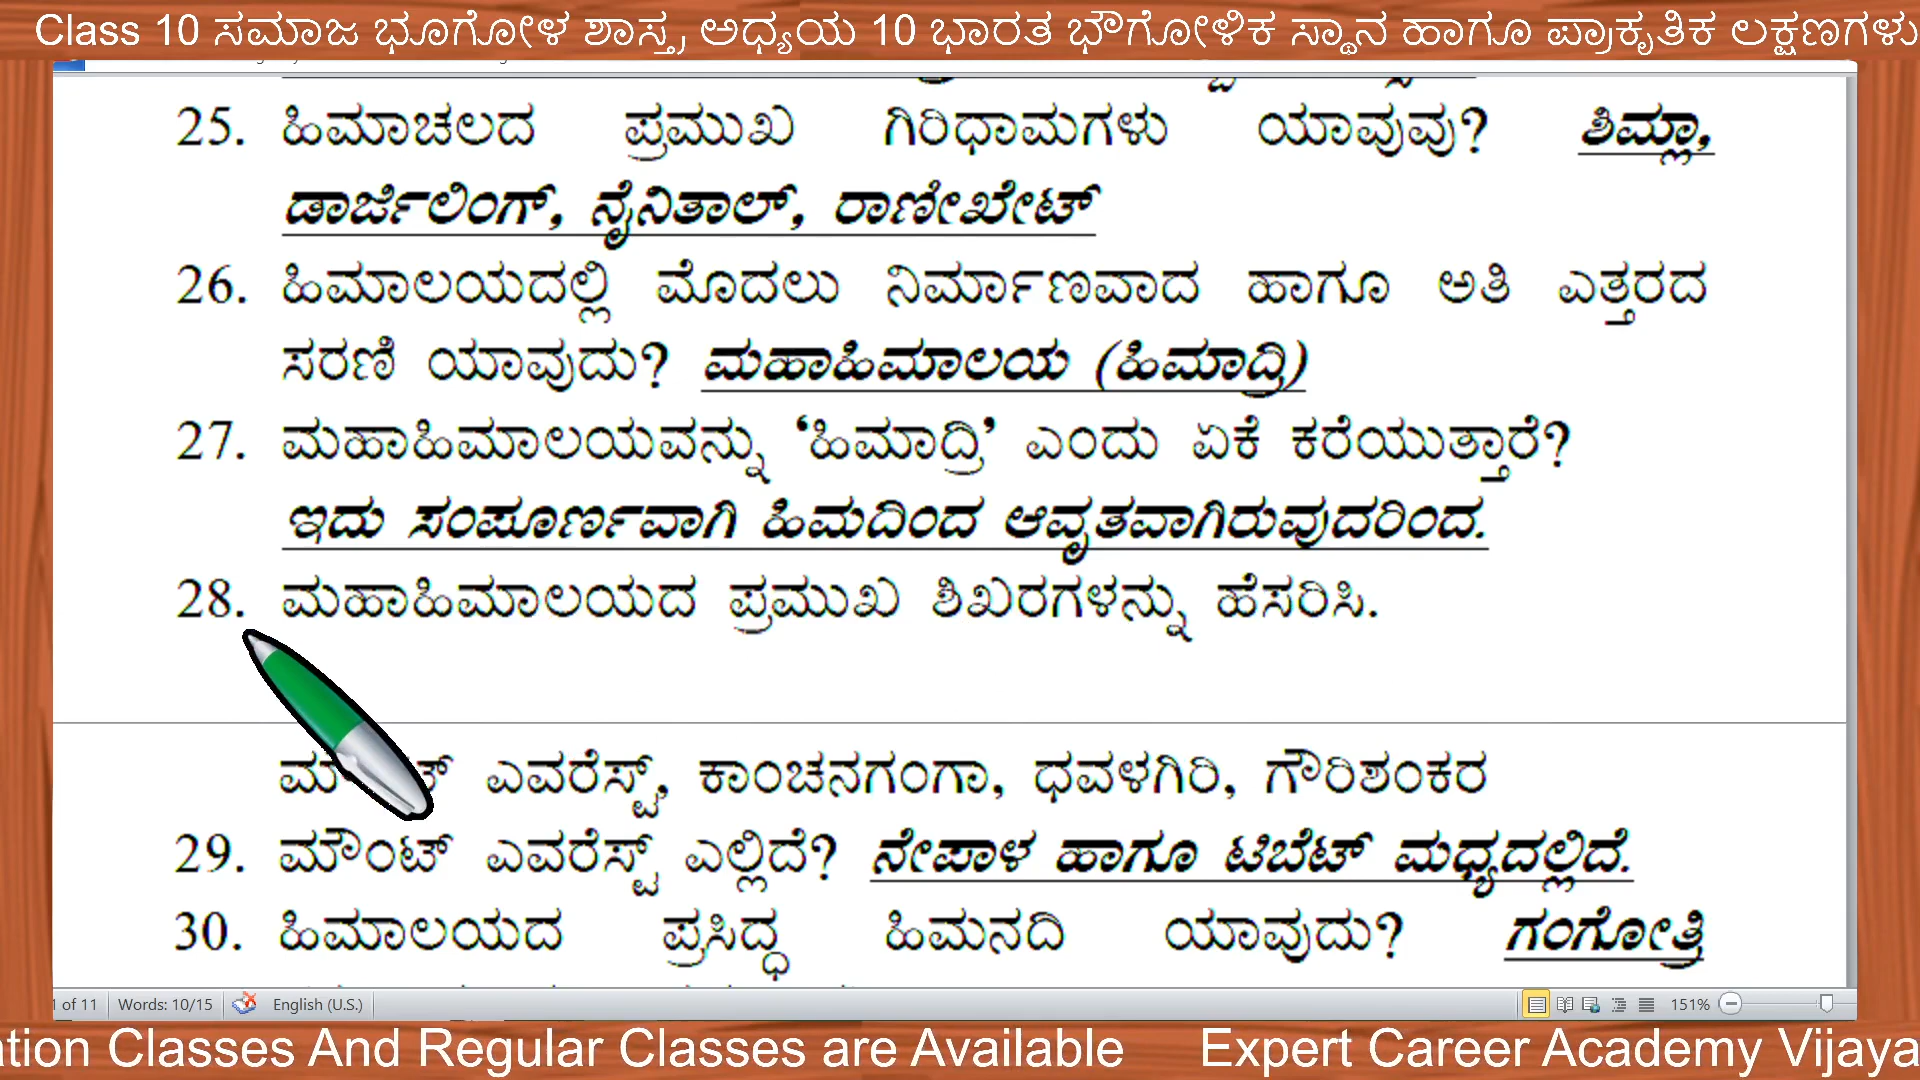 Class 10 ಸಮಾಜ ಭೂಗೋಳ ಶಾಸ್ತ್ರ ಅಧ್ಯಯ 10 ಭಾರತ ಭೌಗೋಳಿಕ ಸ್ಥಾನ ಹಾಗೂ ಪ್ರಾಕೃತಿಕ ಲಕ್ಷಣಗಳು
25. ಹಿಮಾಚಲದ ಪ್ರಮುಖ ಗಿರಿಧಾಮಗಳು ಯಾವುವು? ಶಿಮ್ಲಾ,
ಡಾರ್ಜಿಲಿಂಗ್, ನೈನಿತಾಲ್, ರಾಣೀಖೇಟ್
26. ಹಿಮಾಲಯದಲ್ಲಿ ಮೊದಲು ನಿರ್ಮಾಣವಾದ ಹಾಗೂ ಅತಿ ಎತ್ತರದ
ಸರಣಿ ಯಾವುದು? ಮಹಾಹಿಮಾಲಯ (ಹಿಮಾದ್ರಿ)
27. ಮಹಾಹಿಮಾಲಯವನ್ನು ‘ಹಿಮಾದ್ರಿ’ ಎಂದು ಏಕೆ ಕರೆಯುತ್ತಾರೆ?
ಇದು ಸಂಪೂರ್ಣವಾಗಿ ಹಿಮದಿಂದ ಆವೃತವಾಗಿರುವುದರಿಂದ.
28. ಮಹಾಹಿಮಾಲಯದ ಪ್ರಮುಖ ಶಿಖರಗಳನ್ನು ಹೆಸರಿಸಿ.
ಎವರೆಸ್ಟ್, ಕಾಂಚನಗಂಗಾ, ಧವಳಗಿರಿ, ಗೌರಿಶಂಕರ
29. ಮೌಂಟ್ ಎವರೆಸ್ಟ್ ಎಲ್ಲಿದೆ? ನೇಪಾಳ ಹಾಗೂ ಟಿಬೆಟ್ ಮಧ್ಯದಲ್ಲಿದೆ.
30. ಹಿಮಾಲಯದ ಪ್ರಸಿದ್ಧ ಹಿಮನದಿ ಯಾವುದು? ಗಂಗೋತ್ರಿ
of 11 Words: 10/15 English (U.S.) 151%
tion Classes And Regular Classes are Available Expert Career Academy Vijaya